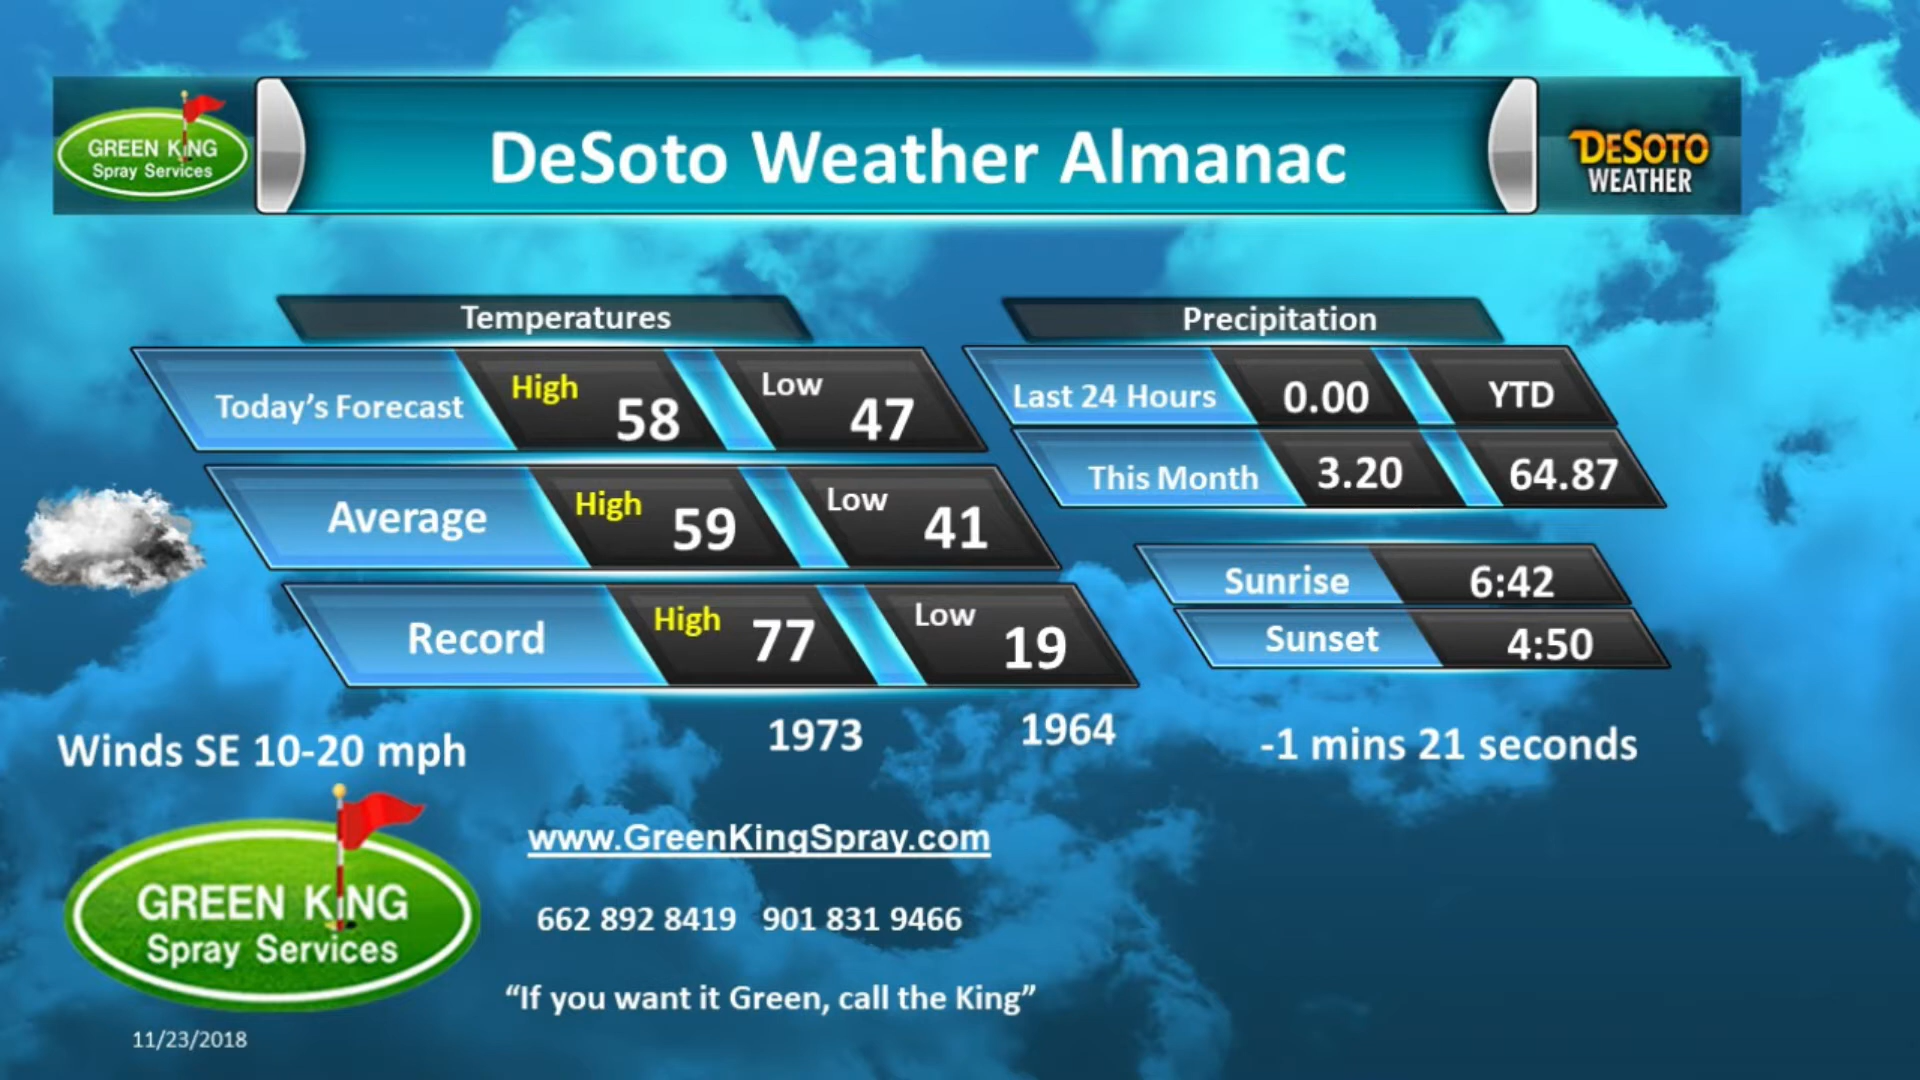 GREEN KING
Spray Services
DeSoto Weather Almanac
DESOTO
WEATHER
Temperatures
Today's Forecast High 58 Low 47
Average High 59 Low 41
Record High 77 Low 19
1973 1964
Precipitation
Last 24 Hours 0.00 YTD
This Month 3.20 64.87
Sunrise 6:42
Sunset 4:50
-1 mins 21 seconds
Winds SE 10-20 mph
GREEN KING
Spray Services
www.GreenKingSpray.com
662 892 8419 901 831 9466
“If you want it Green, call the King”
11/23/2018